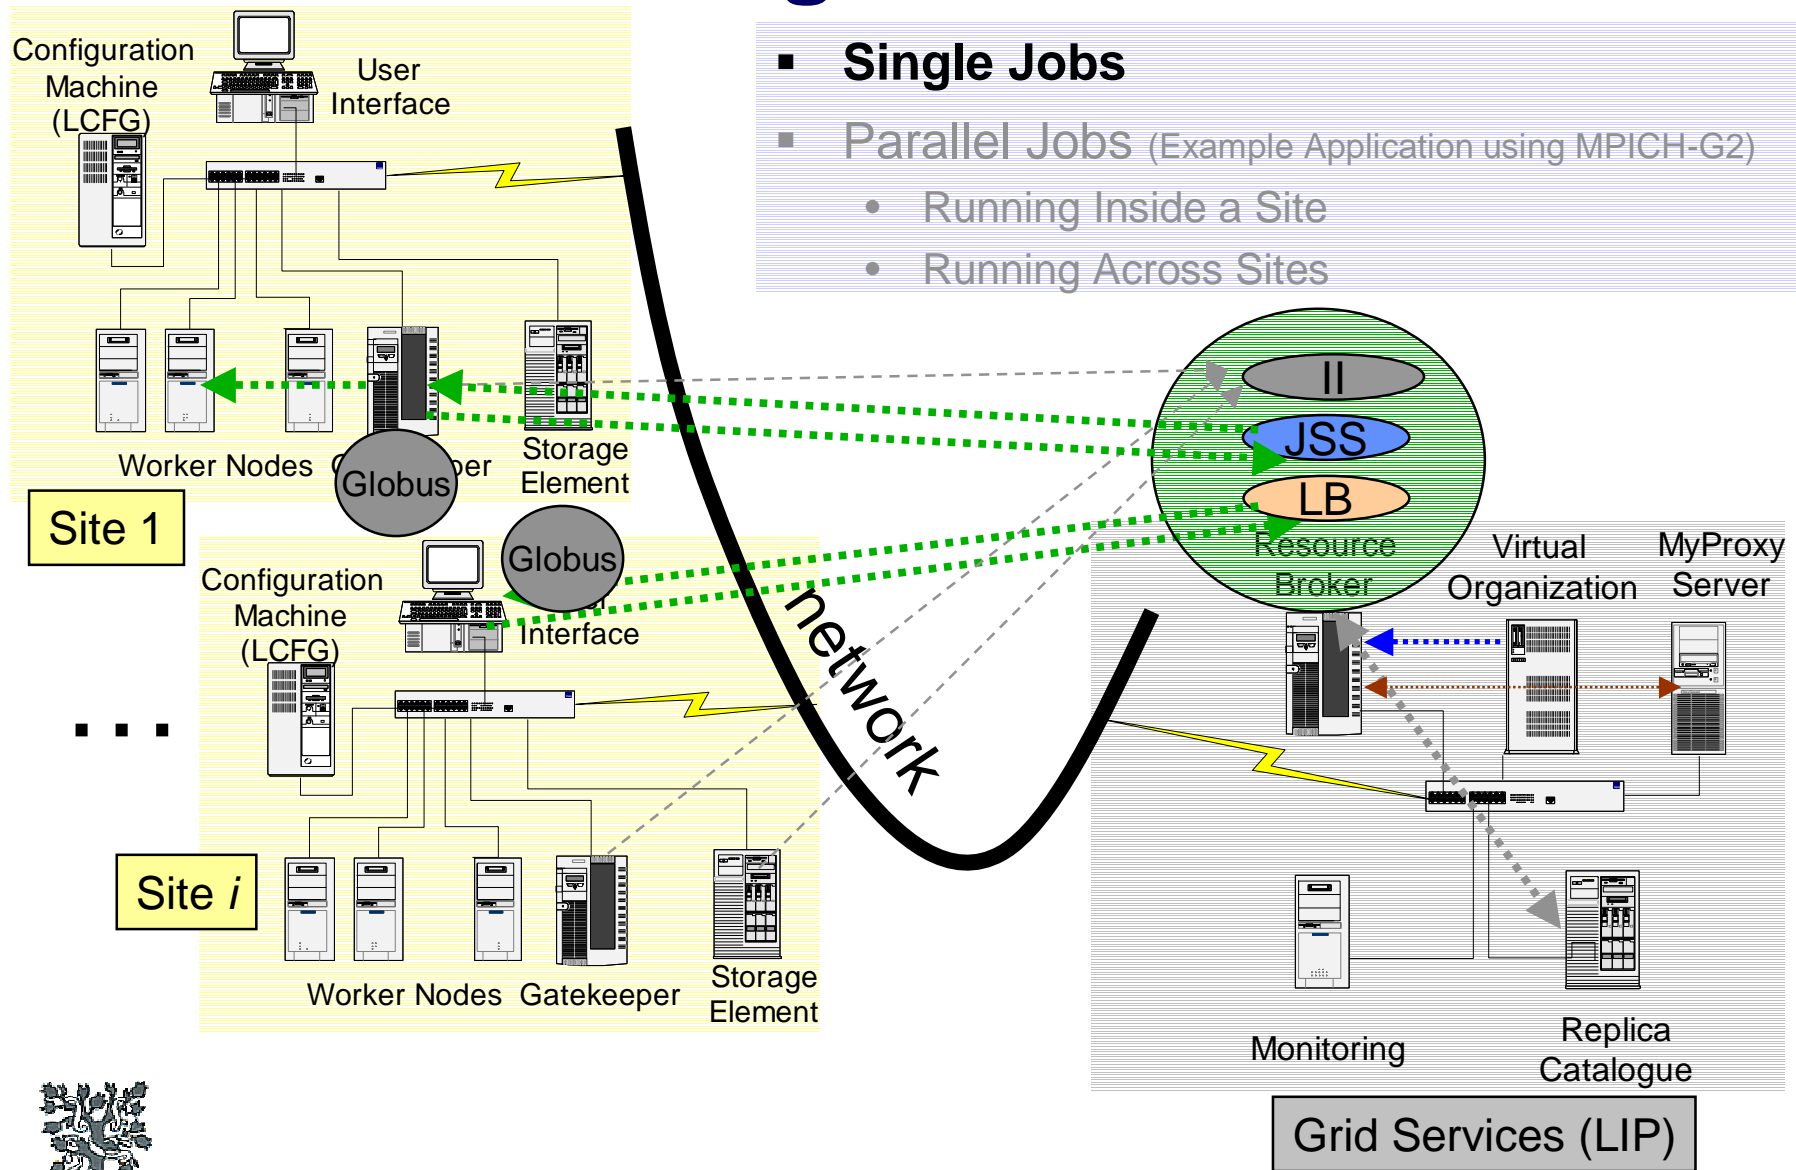 Configuration
Machine
(LCFG)
User
Interface
▪ Single Jobs
▪ Parallel Jobs (Example Application using MPICH-G2)
• Running Inside a Site
• Running Across Sites
II
JSS
LB
Resource
Broker
Worker Nodes
Globus
Storage
Element
Site 1
Globus
Configuration
Machine
(LCFG)
Interface
network
Virtual
Organization
MyProxy
Server
. . .
Site i
Worker Nodes
Gatekeeper
Storage
Element
Monitoring
Replica
Catalogue
Grid Services (LIP)